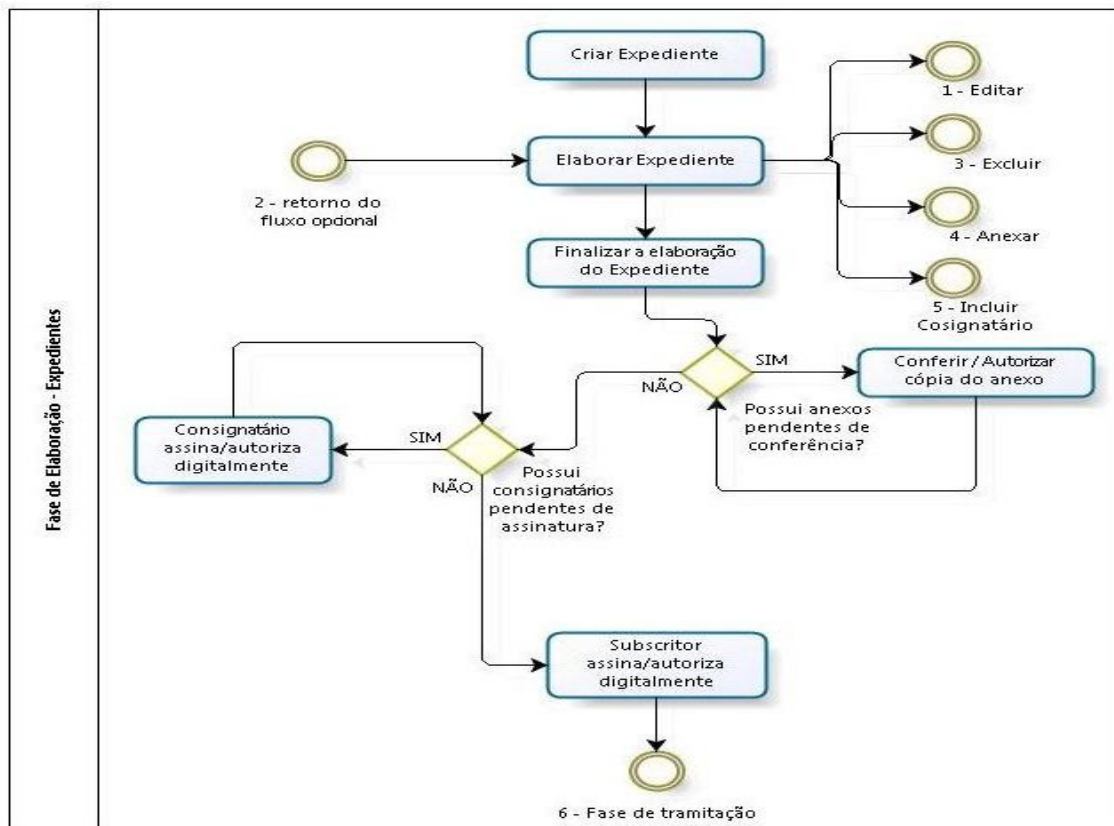 Fase de Elaboração - Expedientes
Criar Expediente
1 - Editar
Elaborar Expediente
3 - Excluir
2 - retorno do
fluxo opcional
4 - Anexar
Finalizar a elaboração
do Expediente
5 - Incluir
Cosignatário
SIM
NÃO
Conferir / Autorizar
cópia do anexo
Possui anexos
pendentes de
conferência?
Consignatário
assina/autoriza
digitalmente
SIM
NÃO
Possui
consignatários
pendentes de
assinatura?
Subscritor
assina/autoriza
digitalmente
6 - Fase de tramitação